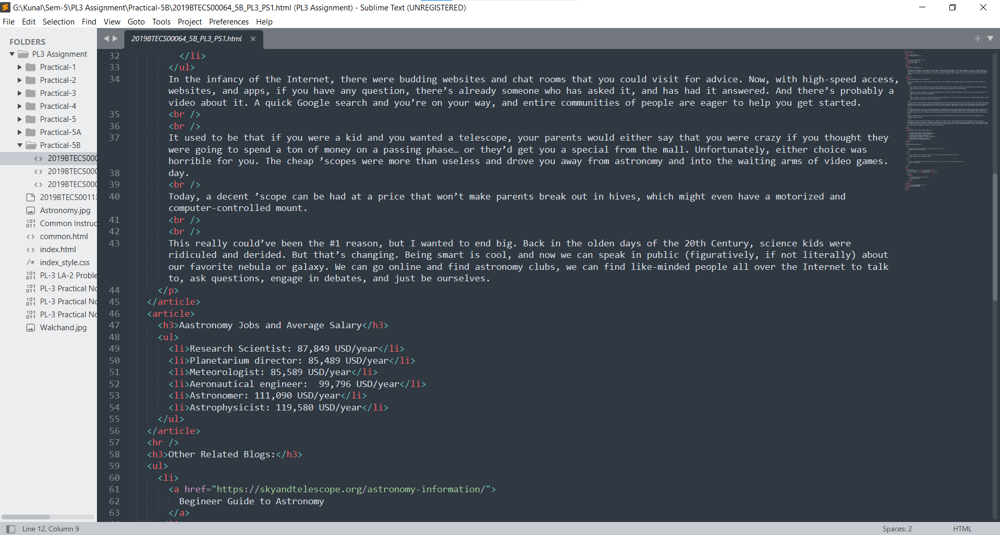 G:\Kunal\Sem-5\PL3 Assignment\Practical-5B\2019BTECS00064_5B_PL3_PS1.html (PL3 Assignment) - Sublime Text (UNREGISTERED)
File Edit Selection Find View Goto Tools Project Preferences Help
FOLDERS
PL3 Assignment
Practical-1
Practical-2
Practical-3
Practical-4
Practical-5
Practical-5A
Practical-5B
<> 2019BTECS000
<> 2019BTECS000
<> 2019BTECS000
2019BTECS00113
Astronomy.jpg
Common Instruc
<> common.html
<> index.html
/* index_style.css
PL-3 LA-2 Proble
PL-3 Practical No
PL-3 Practical No
PL-3 Practical No
Walchand.jpg
2019BTECS00064_5B_PL3_PS1.html
32 </li>
33 </ul>
34 In the infancy of the Internet, there were budding websites and chat rooms that you could visit for advice. Now, with high-speed access,
websites, and apps, if you have any question, there’s already someone who has asked it, and has had it answered. And there’s probably a
video about it. A quick Google search and you’re on your way, and entire communities of people are eager to help you get started.
35 <br />
36 <br />
37 It used to be that if you were a kid and you wanted a telescope, your parents would either say that you were crazy if you thought they
were going to spend a ton of money on a passing phase… or they’d get you a special from the mall. Unfortunately, either choice was
horrible for you. The cheap ’scopes were more than useless and drove you away from astronomy and into the waiting arms of video games.
38 day.
39 <br />
40 Today, a decent ’scope can be had at a price that won’t make parents break out in hives, which might even have a motorized and
computer-controlled mount.
41 <br />
42 <br />
43 This really could’ve been the #1 reason, but I wanted to end big. Back in the olden days of the 20th Century, science kids were
ridiculed and derided. But that’s changing. Being smart is cool, and now we can speak in public (figuratively, if not literally) about
our favorite nebula or galaxy. We can go online and find astronomy clubs, we can find like-minded people all over the Internet to talk
to, ask questions, engage in debates, and just be ourselves.
44 </p>
45 </article>
46 <article>
47 <h3>Aastronomy Jobs and Average Salary</h3>
48 <ul>
49 <li>Research Scientist: 87,849 USD/year</li>
50 <li>Planetarium director: 85,489 USD/year</li>
51 <li>Meteorologist: 85,589 USD/year</li>
52 <li>Aeronautical engineer:  99,796 USD/year</li>
53 <li>Astronomer: 111,090 USD/year</li>
54 <li>Astrophysicist: 119,580 USD/year</li>
55 </ul>
56 </article>
57 <hr />
58 <h3>Other Related Blogs:</h3>
59 <ul>
60 <li>
61 <a href="https://skyandtelescope.org/astronomy-information/">
62 Begineer Guide to Astronomy
63 </a>
Line 12, Column 9 Spaces: 2 HTML